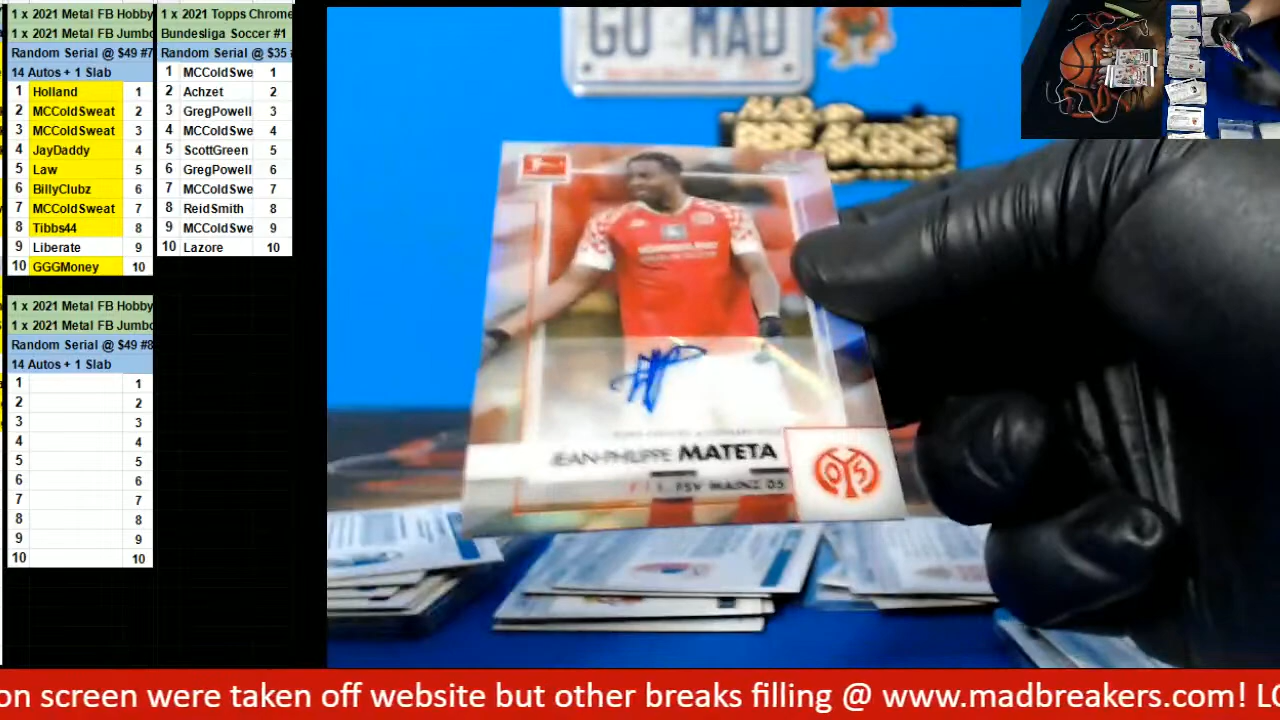 1 x 2021 Metal FB Hobby
1 x 2021 Metal FB Jumbo
Random Serial @ $49 #7
14 Autos + 1 Slab
1 Holland 1
2 MCColdSweat 2
3 MCColdSweat 3
4 JayDaddy 4
5 Law 5
6 BillyClubz 6
7 MCColdSweat 7
8 Tibbs44 8
9 Liberate 9
10 GGGMoney 10
1 x 2021 Topps Chrome
Bundesliga Soccer #1
Random Serial @ $35
1 MCColdSwe 1
2 Achzet 2
3 GregPowell 3
4 MCColdSwe 4
5 ScottGreen 5
6 GregPowell 6
7 MCColdSwe 7
8 ReidSmith 8
9 MCColdSwe 9
10 Lazore 10
1 x 2021 Metal FB Hobby
1 x 2021 Metal FB Jumbo
Random Serial @ $49 #8
14 Autos + 1 Slab
1 1
2 2
3 3
4 4
5 5
6 6
7 7
8 8
9 9
10 10
GO MAD
MAD
BREAKERS
JEAN-PHILIPPE MATETA
1. FSV MAINZ 05
on screen were taken off website but other breaks filling @ www.madbreakers.com! LO